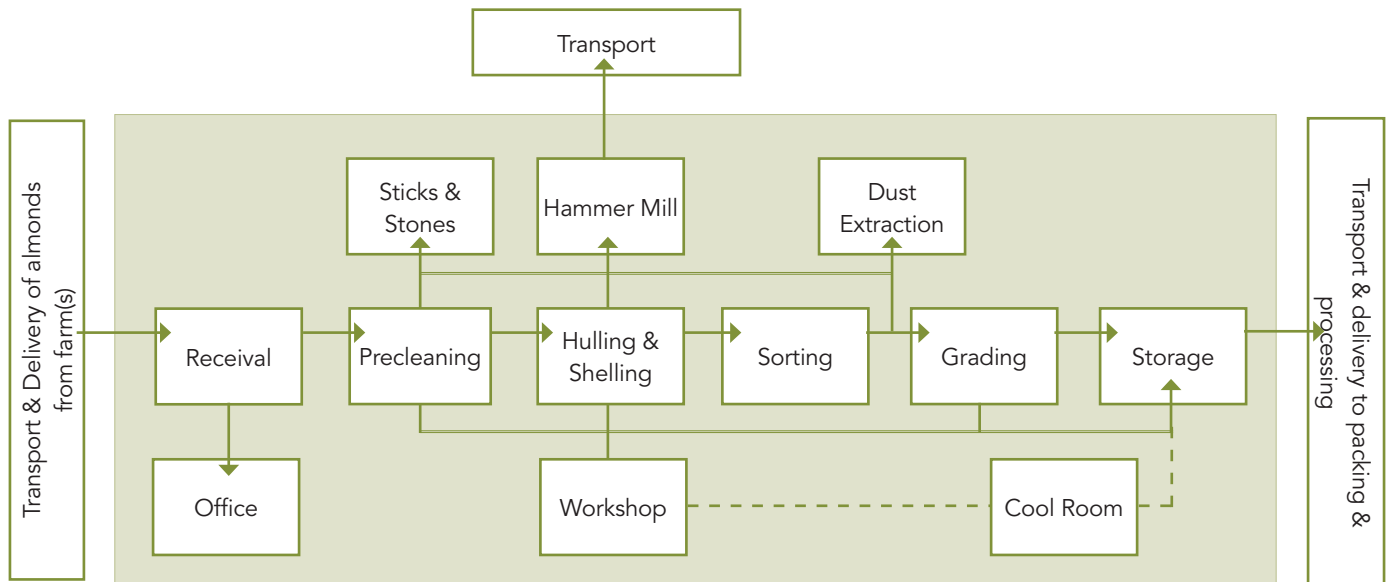 Transport
Transport & Delivery of almonds
from farm(s)
Sticks &
Stones
Hammer Mill
Dust
Extraction
Receival
Precleaning
Hulling &
Shelling
Sorting
Grading
Storage
Transport & delivery to packing &
processing
Office
Workshop
Cool Room